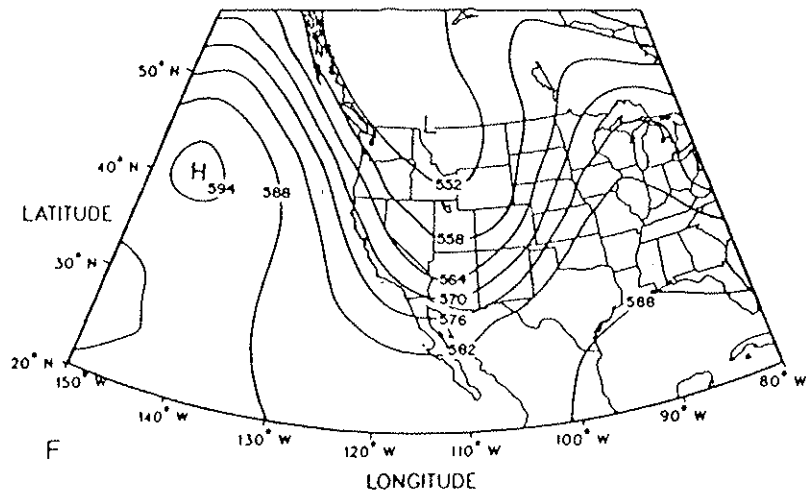 50° N
L
40° N
H
594
588
552
LATITUDE
558
30° N
564
570
588
576
582
20° N
150° W
80° W
140° W
90° W
130° W
100° W
120° W
110° W
F
LONGITUDE